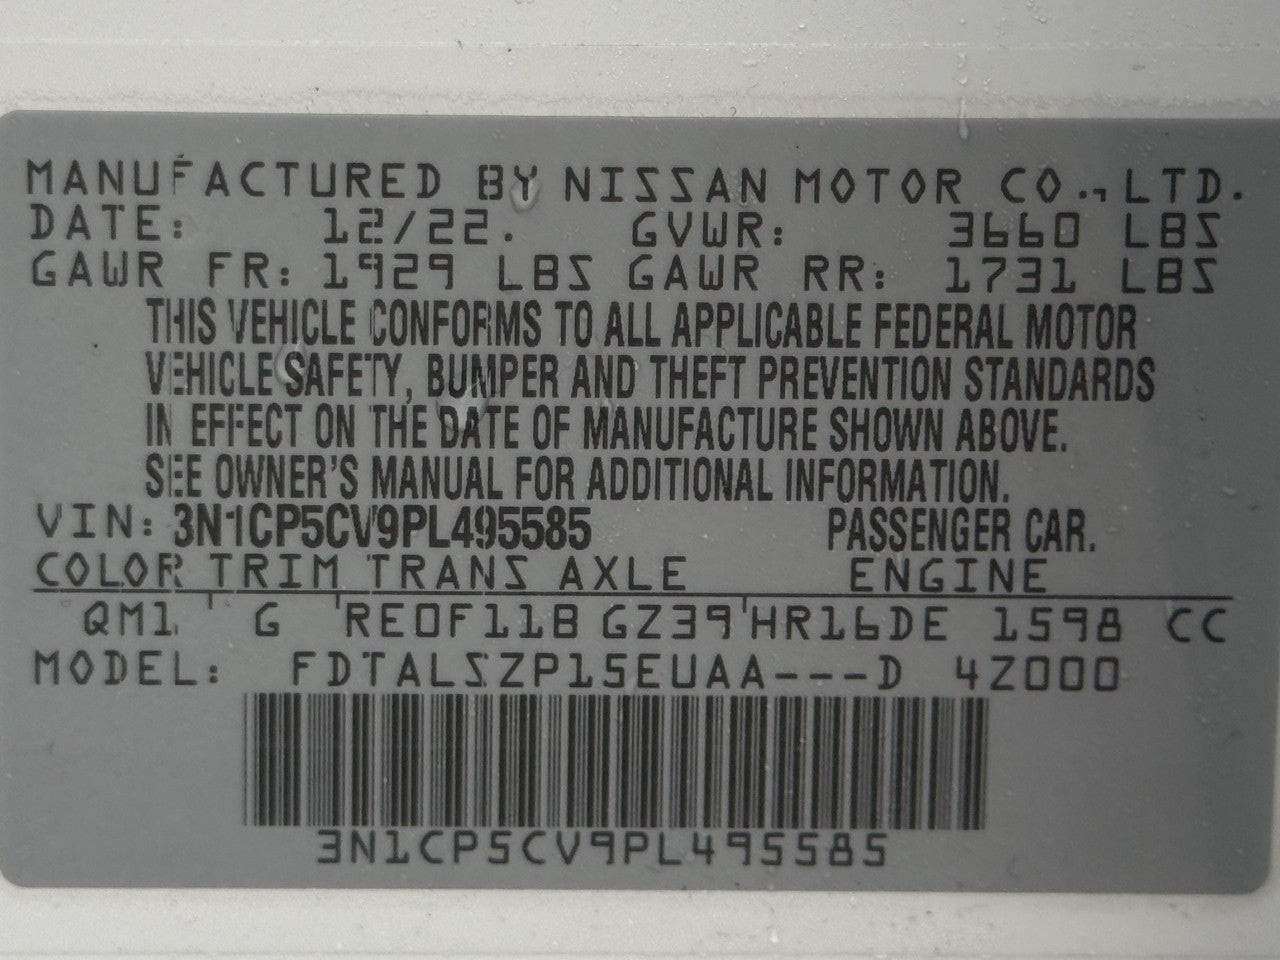 MANUFACTURED BY NISSAN MOTOR CO., LTD.
DATE: 12/22. GVWR: 3660 LBS
GAWR FR: 1929 LBS GAWR RR: 1731 LBS
THIS VEHICLE CONFORMS TO ALL APPLICABLE FEDERAL MOTOR
VEHICLE SAFETY, BUMPER AND THEFT PREVENTION STANDARDS
IN EFFECT ON THE DATE OF MANUFACTURE SHOWN ABOVE.
SEE OWNER'S MANUAL FOR ADDITIONAL INFORMATION.
VIN: 3N1CP5CV9PL495585 PASSENGER CAR.
COLOR TRIM TRANS AXLE ENGINE
QM1 G RE0F11B GZ39 HR16DE 1598 CC
MODEL: FDTALSZP15EUAA---D 4Z000
3N1CP5CV9PL495585